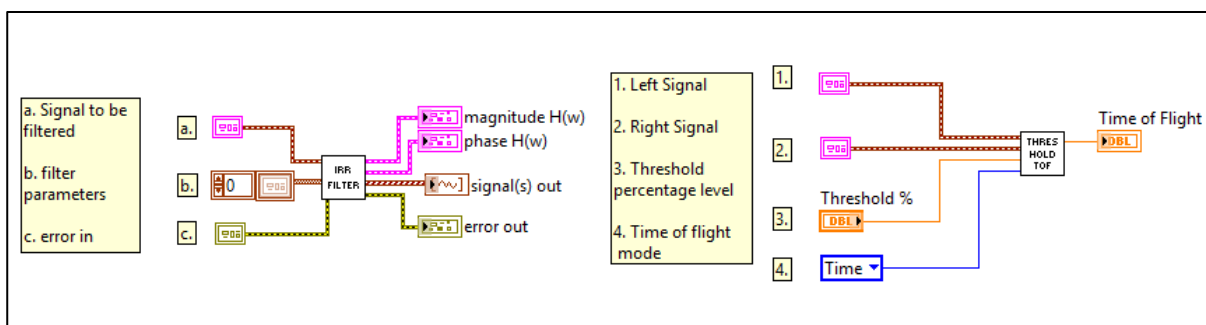 a. Signal to be
filtered
b. filter
parameters
c. error in
a.
b.
0
c.
IRR
FILTER
magnitude H(w)
phase H(w)
signal(s) out
error out
1. Left Signal
2. Right Signal
3. Threshold
percentage level
4. Time of flight
mode
1.
2.
Threshold %
3.
DBL
4.
Time
THRES
HOLD
TOF
Time of Flight
DBL